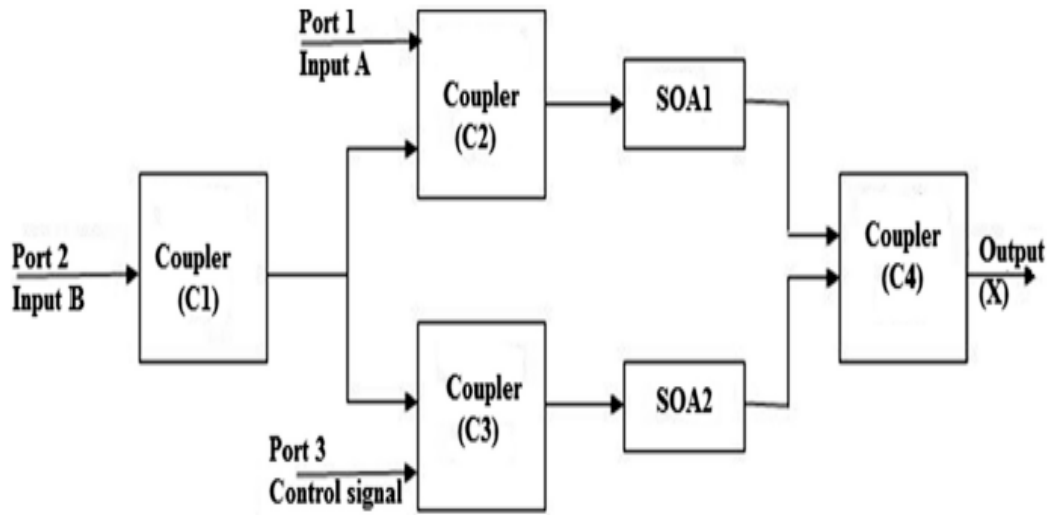 Port 1
Input A
Coupler
(C2)
SOA1
Port 2
Input B
Coupler
(C1)
Coupler
(C4)
Output
(X)
Coupler
(C3)
SOA2
Port 3
Control signal